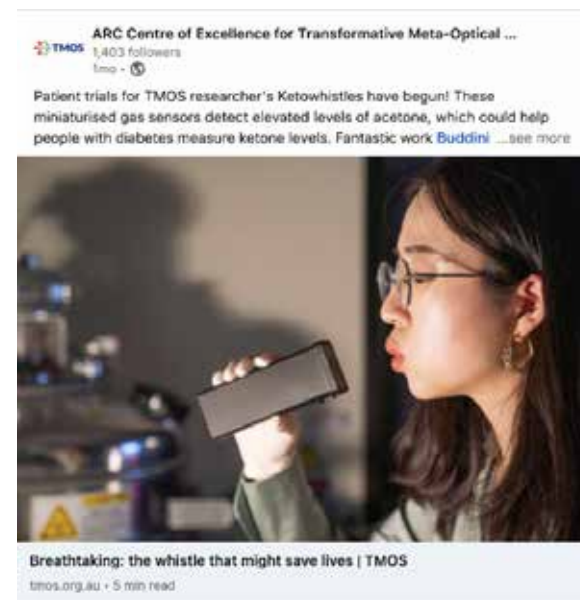 ARC Centre of Excellence for Transformative Meta-Optical ...
TMOS
1,403 followers
1mo •
Patient trials for TMOS researcher's Ketowhistles have begun! These
miniaturised gas sensors detect elevated levels of acetone, which could help
people with diabetes measure ketone levels. Fantastic work Buddini ...see more
Breathtaking: the whistle that might save lives | TMOS
tmos.org.au • 5 min read